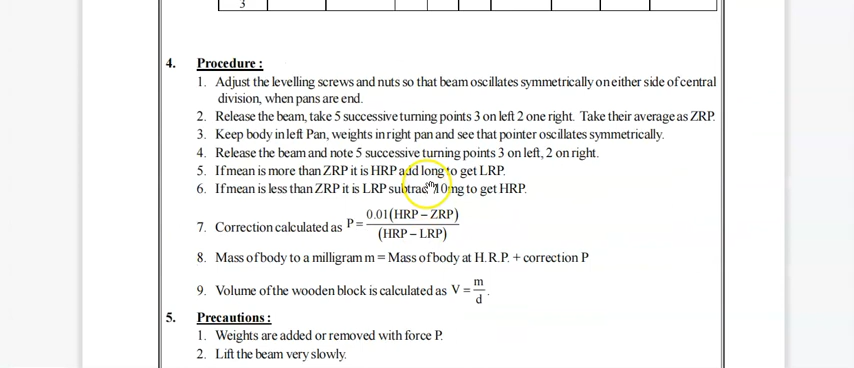 3
4. Procedure :
1. Adjust the levelling screws and nuts so that beam oscillates symmetrically on either side of central
division, when pans are end.
2. Release the beam, take 5 successive turning points 3 on left 2 one right. Take their average as ZRP.
3. Keep body in left Pan, weights in right pan and see that pointer oscillates symmetrically.
4. Release the beam and note 5 successive turning points 3 on left, 2 on right.
5. If mean is more than ZRP it is HRP add long to get LRP.
6. If mean is less than ZRP it is LRP subtract 10mg to get HRP.
7. Correction calculated as P = 0.01(HRP – ZRP) / (HRP – LRP)
8. Mass of body to a milligram m = Mass of body at H.R.P. + correction P
9. Volume of the wooden block is calculated as V = m/d .
5. Precautions :
1. Weights are added or removed with force P.
2. Lift the beam very slowly.